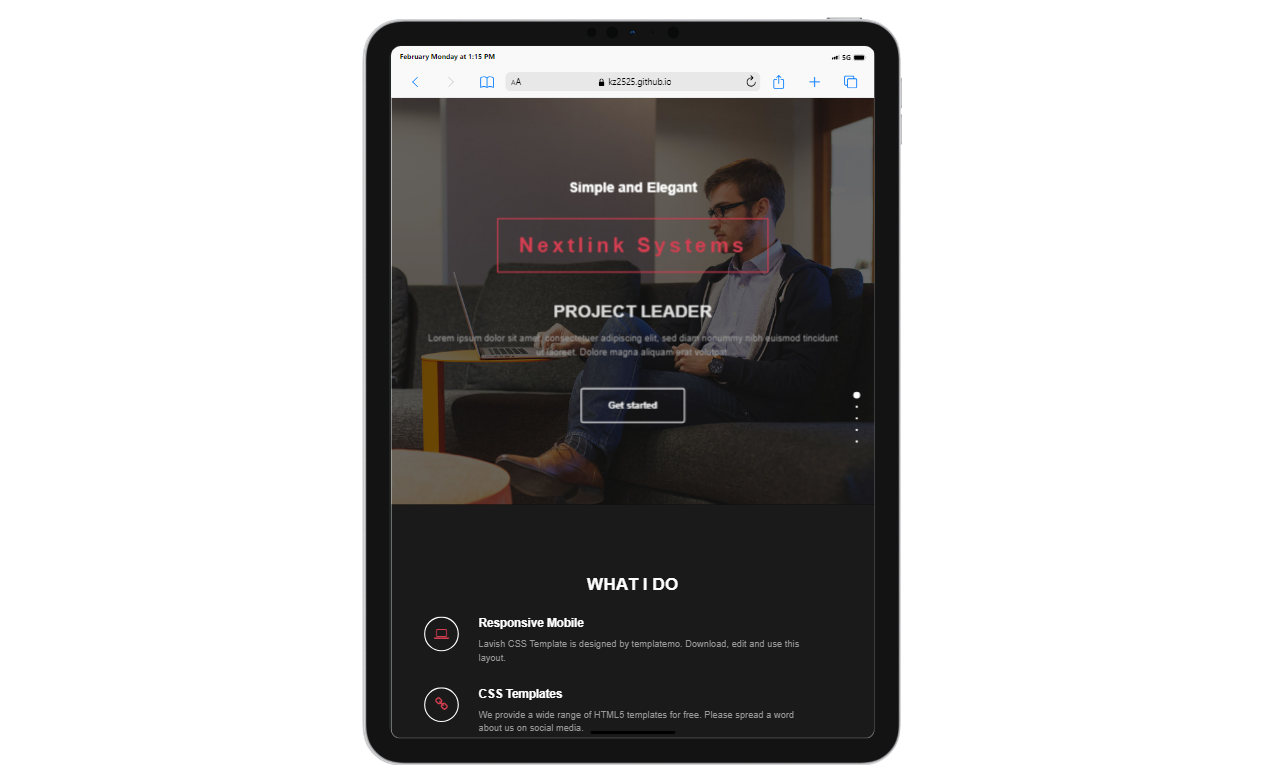 February Monday at 1:15 PM
5G
AA
kz2525.github.io
Simple and Elegant
Nextlink Systems
PROJECT LEADER
Lorem ipsum dolor sit amet, consectetuer adipiscing elit, sed diam nonummy nibh euismod tincidunt
ut laoreet. Dolore magna aliquam erat volutpat
Get started
WHAT I DO
Responsive Mobile
Lavish CSS Template is designed by templatemo. Download, edit and use this
layout.
CSS Templates
We provide a wide range of HTML5 templates for free. Please spread a word
about us on social media.